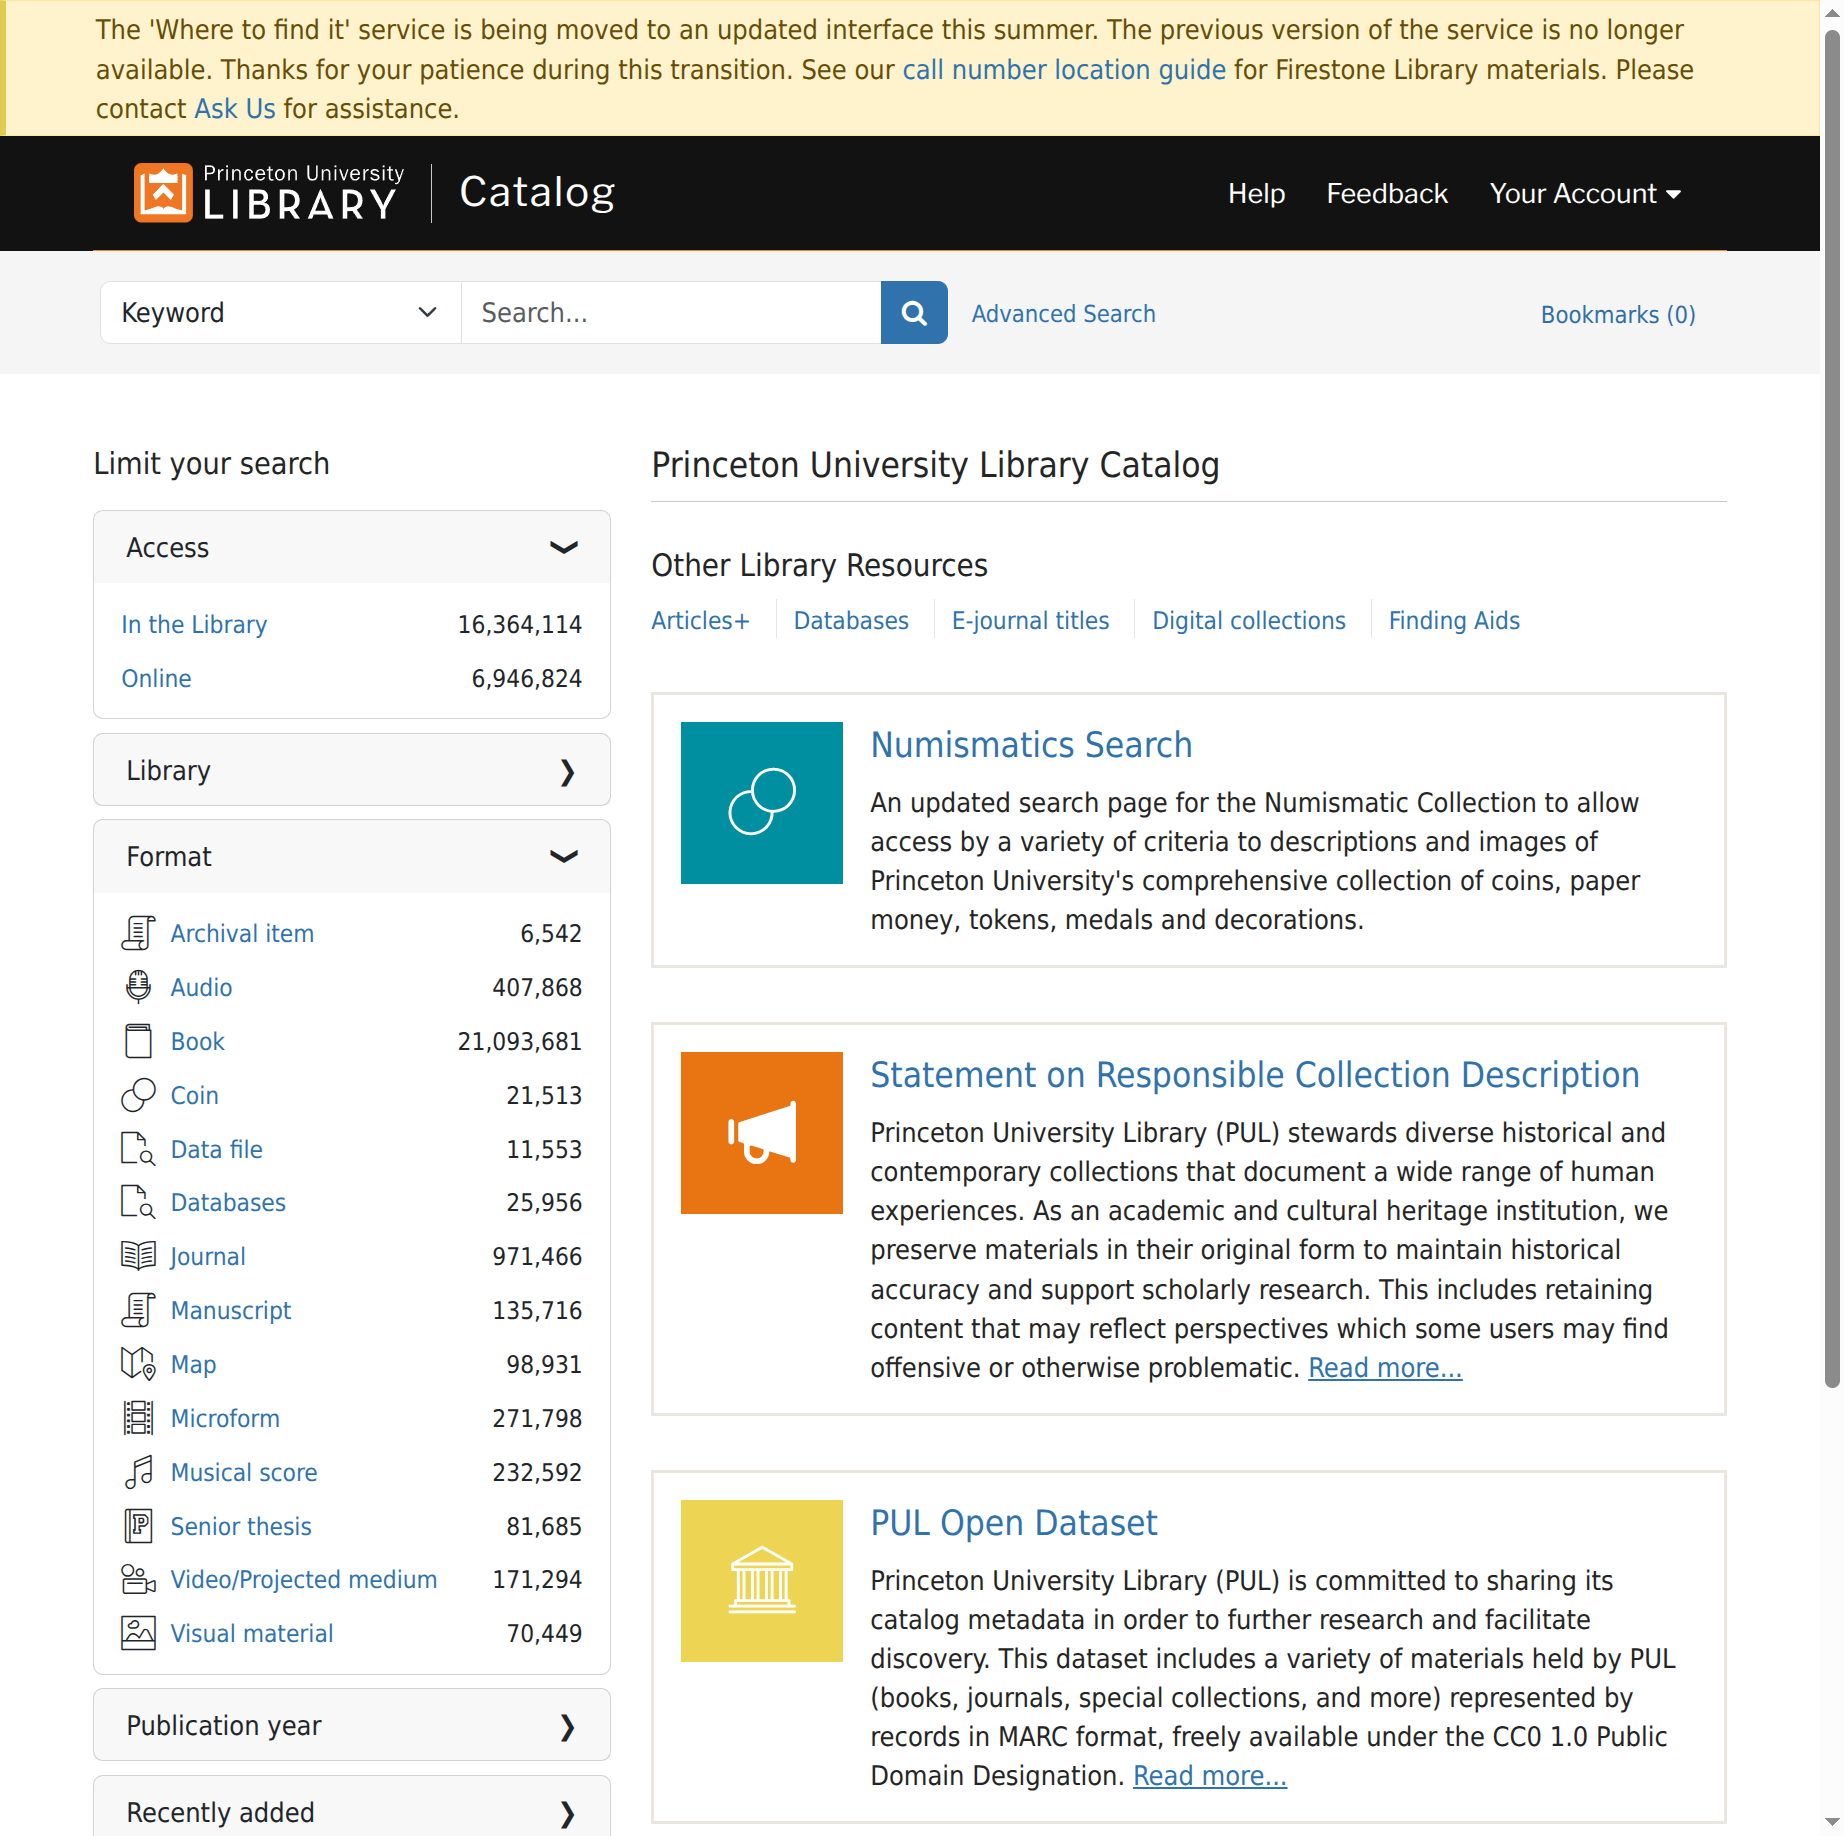 The 'Where to find it' service is being moved to an updated interface this summer. The previous version of the service is no longer
available. Thanks for your patience during this transition. See our call number location guide for Firestone Library materials. Please
contact Ask Us for assistance.
Princeton University
LIBRARY
Catalog
Help
Feedback
Your Account
Keyword
Search...
Advanced Search
Bookmarks (0)
Limit your search
Access
In the Library 16,364,114
Online 6,946,824
Library
Format
Archival item 6,542
Audio 407,868
Book 21,093,681
Coin 21,513
Data file 11,553
Databases 25,956
Journal 971,466
Manuscript 135,716
Map 98,931
Microform 271,798
Musical score 232,592
Senior thesis 81,685
Video/Projected medium 171,294
Visual material 70,449
Publication year
Recently added
Princeton University Library Catalog
Other Library Resources
Articles+
Databases
E-journal titles
Digital collections
Finding Aids
Numismatics Search
An updated search page for the Numismatic Collection to allow
access by a variety of criteria to descriptions and images of
Princeton University's comprehensive collection of coins, paper
money, tokens, medals and decorations.
Statement on Responsible Collection Description
Princeton University Library (PUL) stewards diverse historical and
contemporary collections that document a wide range of human
experiences. As an academic and cultural heritage institution, we
preserve materials in their original form to maintain historical
accuracy and support scholarly research. This includes retaining
content that may reflect perspectives which some users may find
offensive or otherwise problematic. Read more...
PUL Open Dataset
Princeton University Library (PUL) is committed to sharing its
catalog metadata in order to further research and facilitate
discovery. This dataset includes a variety of materials held by PUL
(books, journals, special collections, and more) represented by
records in MARC format, freely available under the CC0 1.0 Public
Domain Designation. Read more...